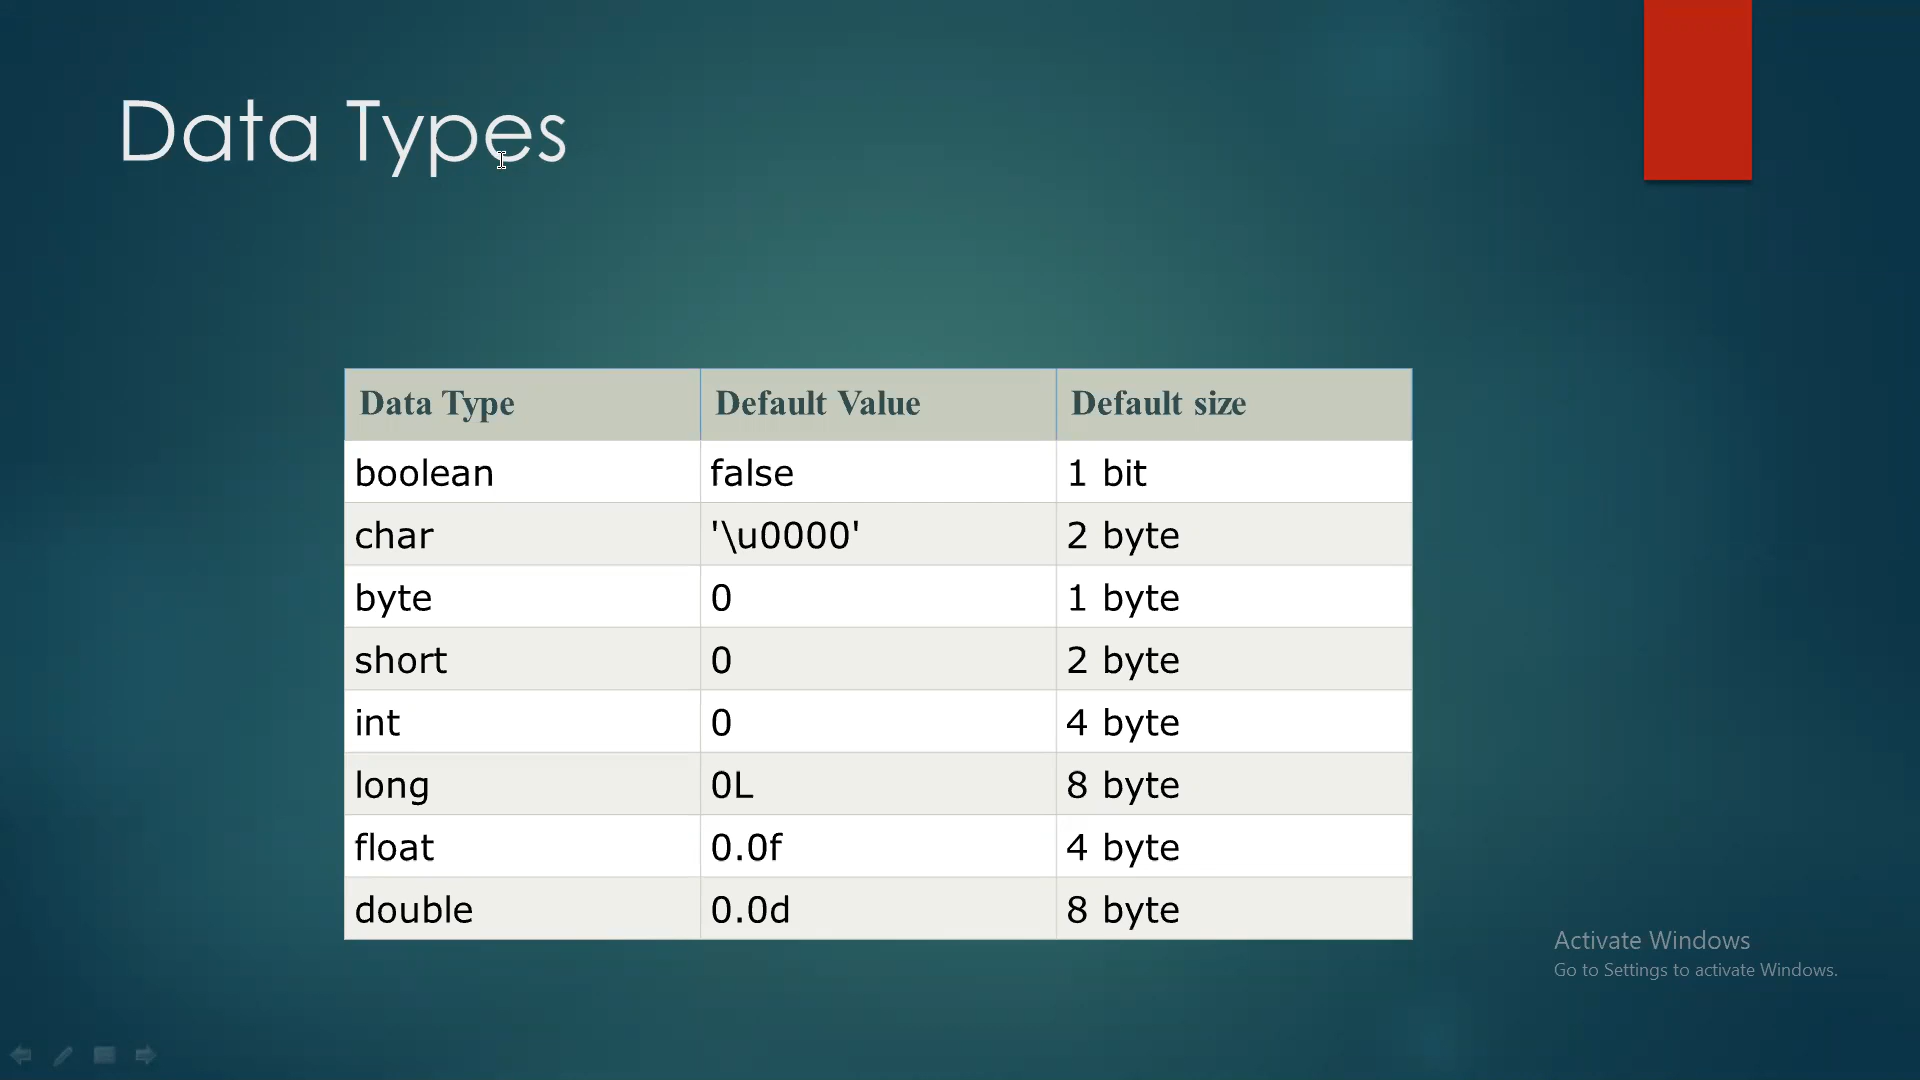 Data Types
Data Type Default Value Default size
boolean false 1 bit
char '\u0000' 2 byte
byte 0 1 byte
short 0 2 byte
int 0 4 byte
long 0L 8 byte
float 0.0f 4 byte
double 0.0d 8 byte
Activate Windows
Go to Settings to activate Windows.